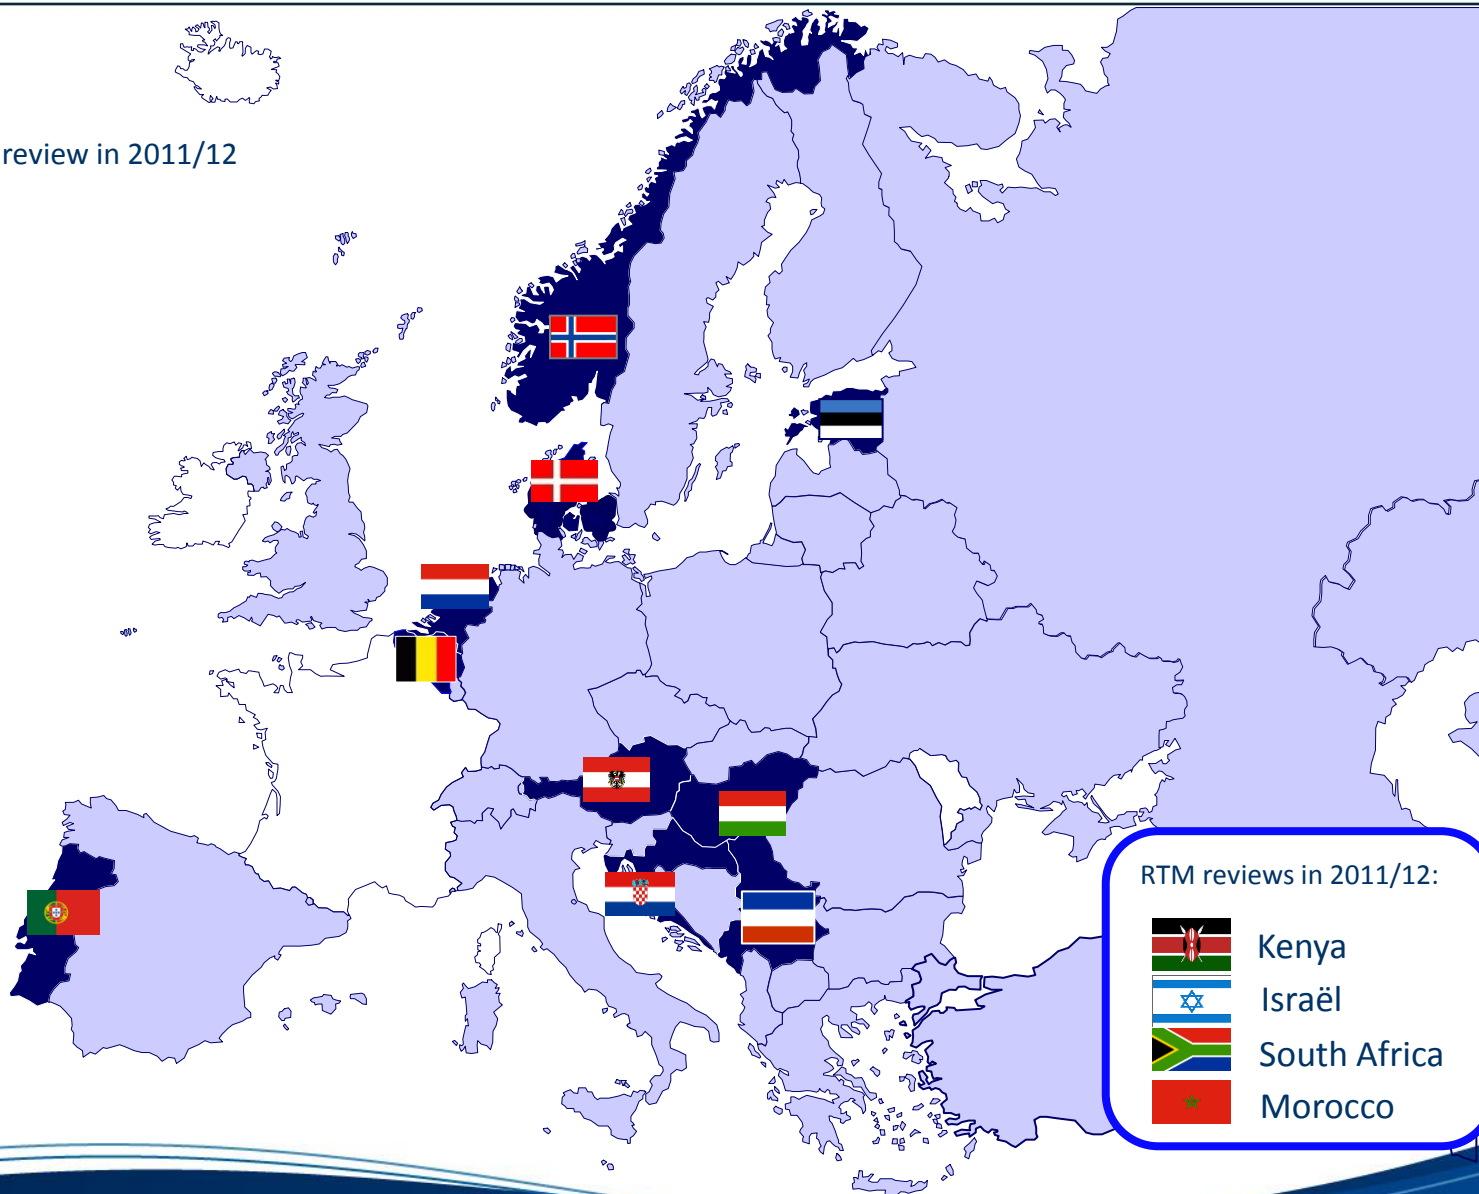 review in 2011/12
RTM reviews in 2011/12:
Kenya
Israël
South Africa
Morocco